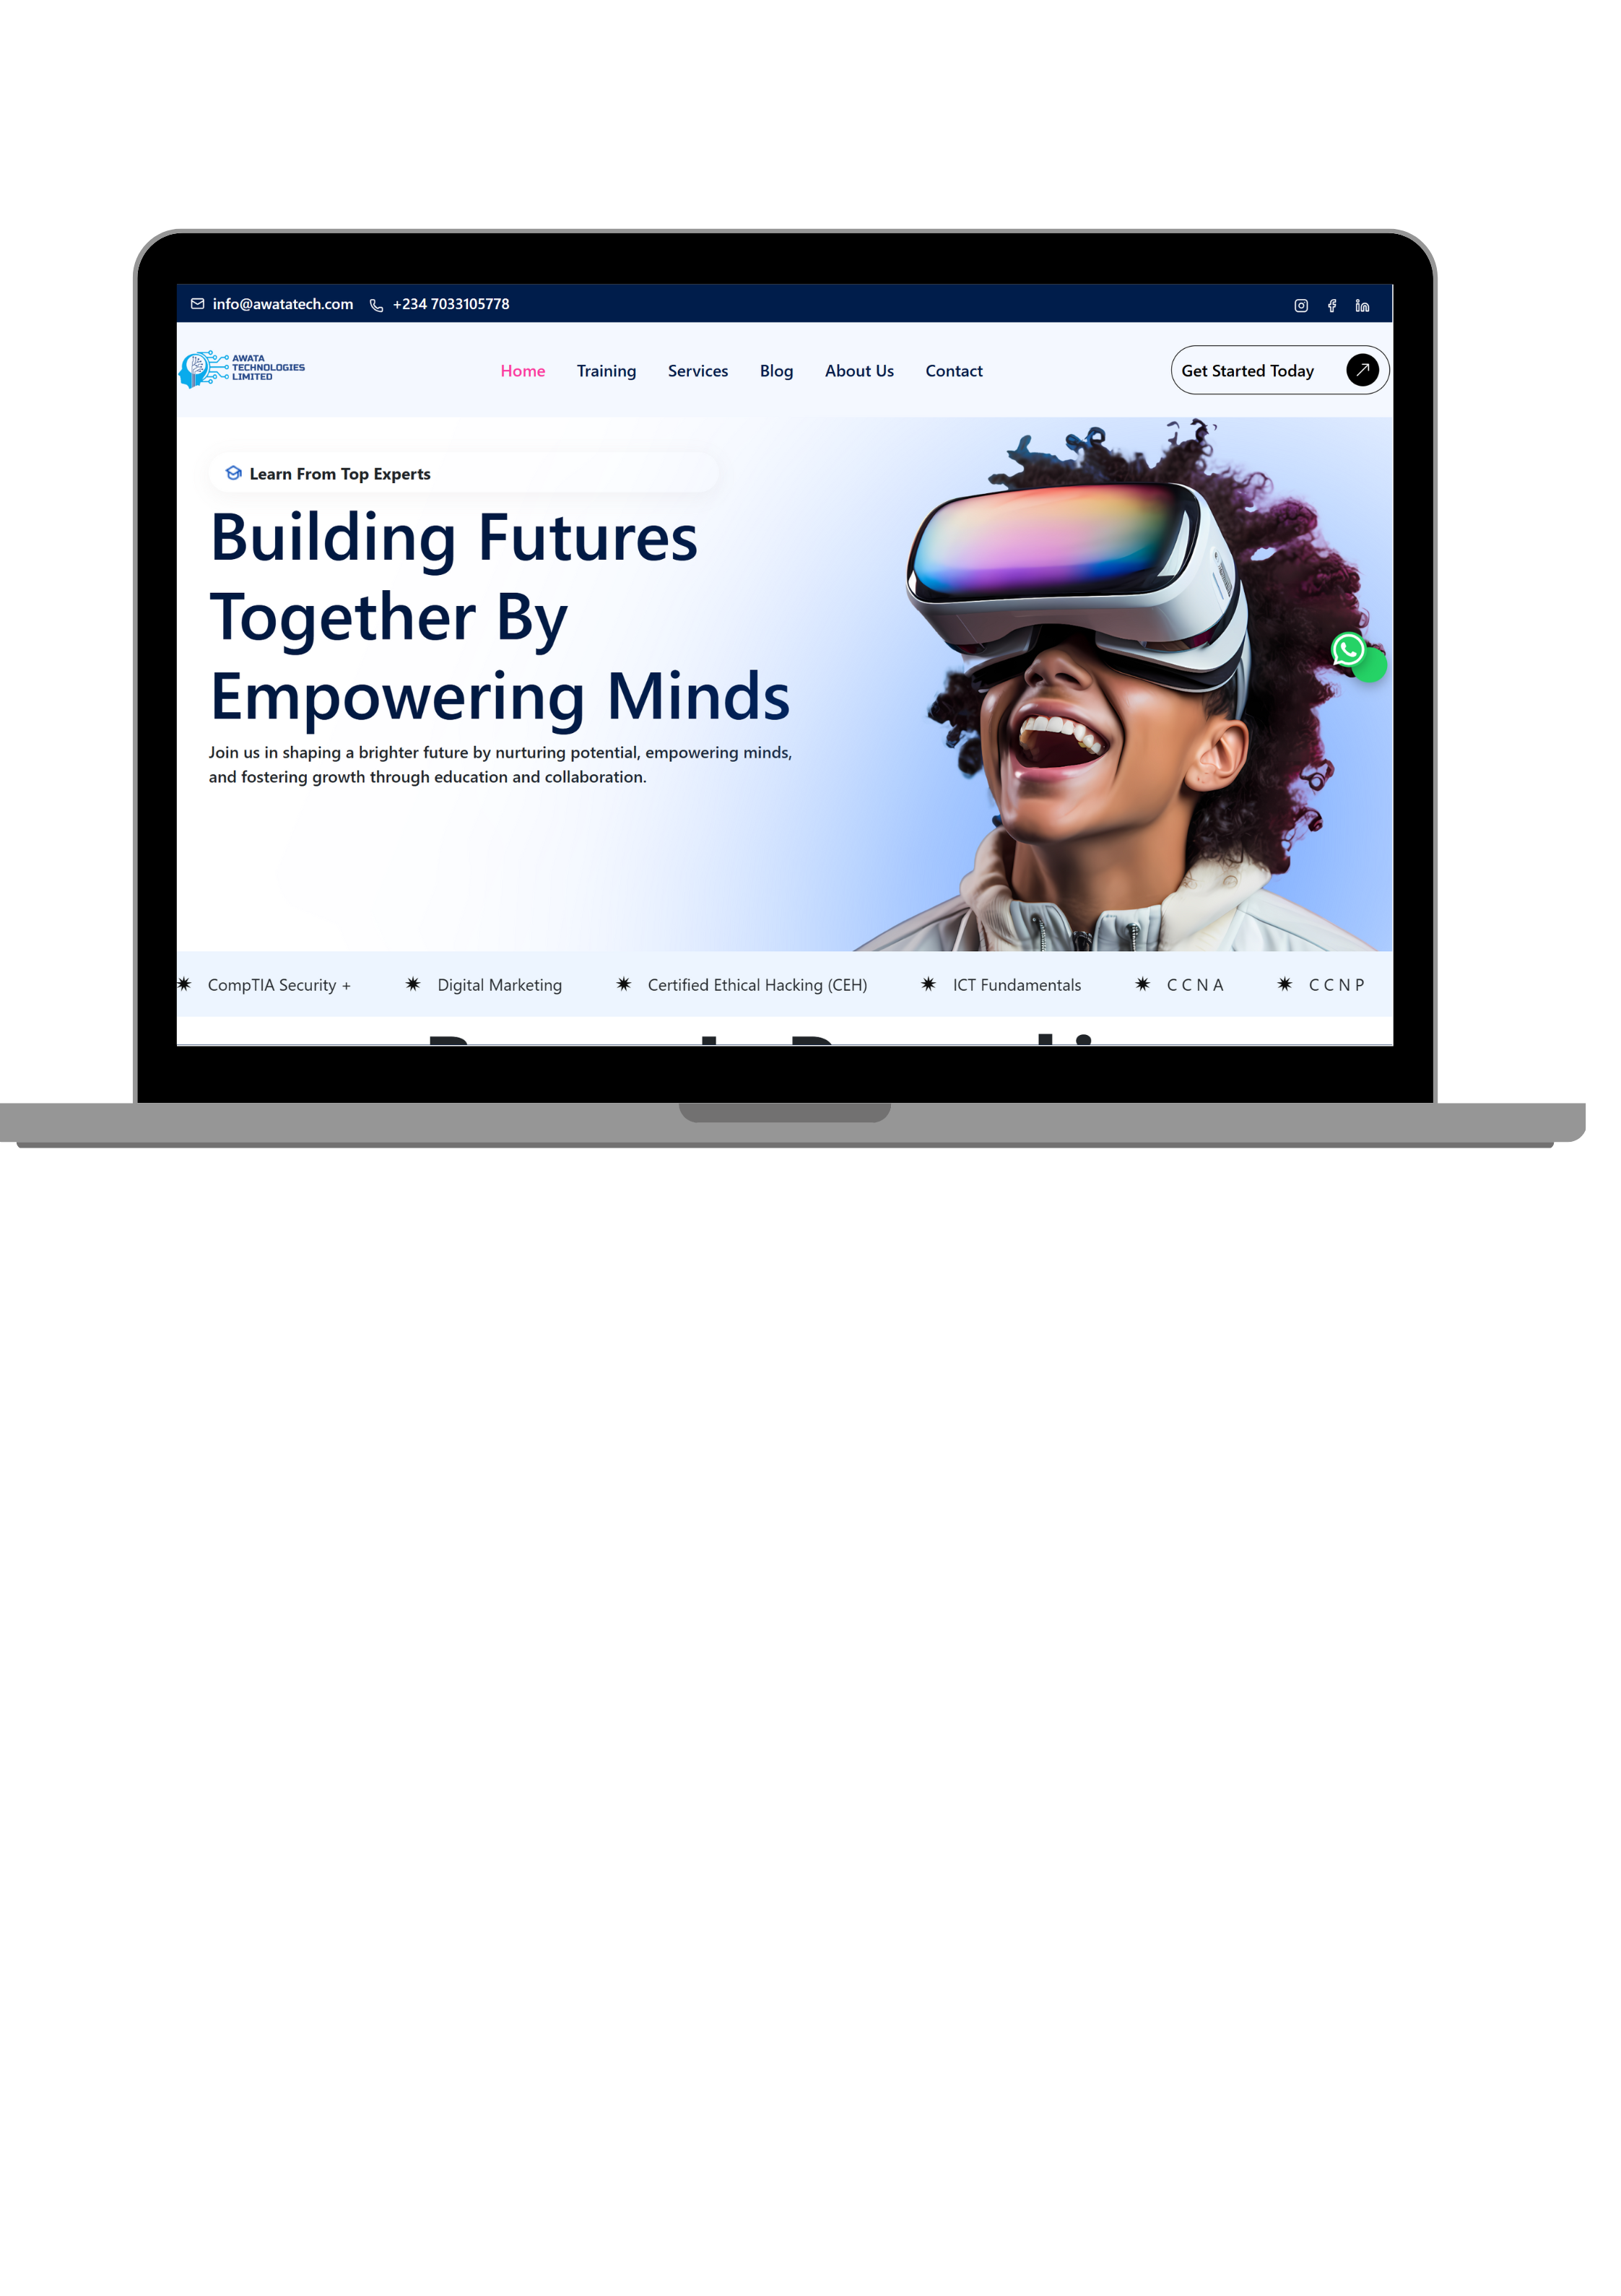 info@awatatech.com +234 7033105778
AWATA
TECHNOLOGIES
LIMITED
Home Training Services Blog About Us Contact
Get Started Today
Learn From Top Experts
Building Futures
Together By
Empowering Minds
Join us in shaping a brighter future by nurturing potential, empowering minds,
and fostering growth through education and collaboration.
CompTIA Security + Digital Marketing Certified Ethical Hacking (CEH) ICT Fundamentals C C N A C C N P